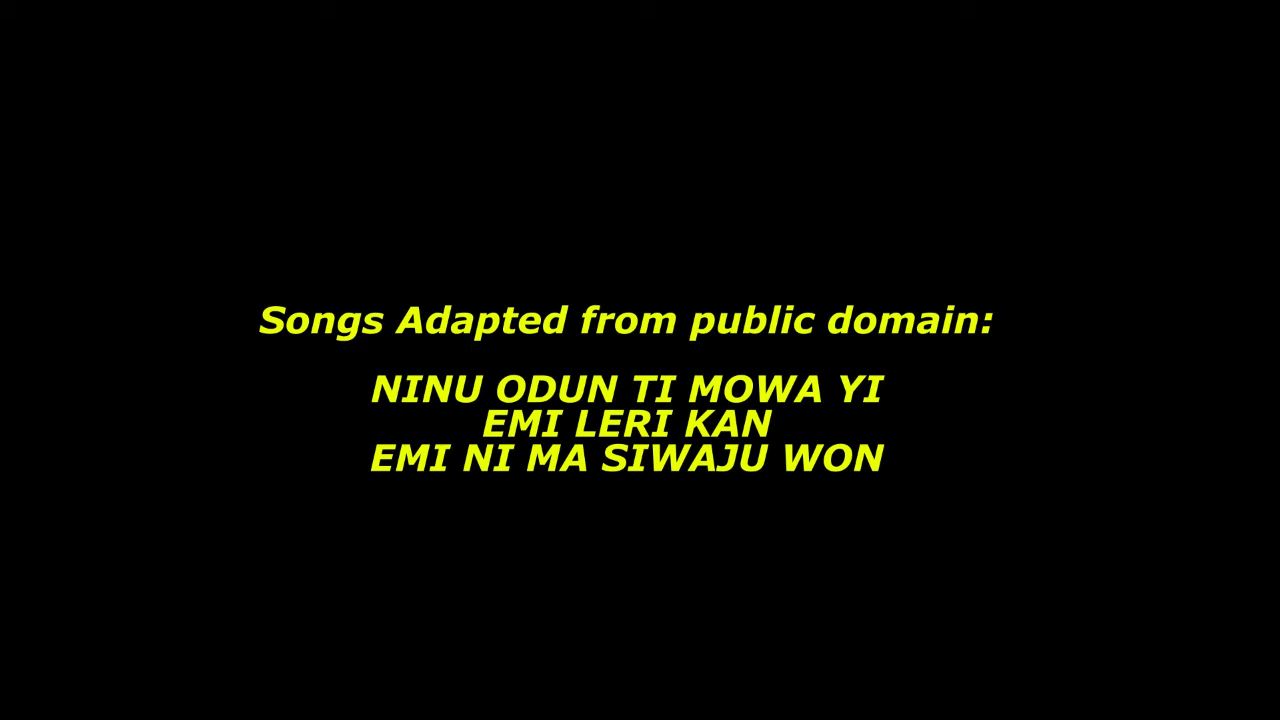 Songs Adapted from public domain:
NINU ODUN TI MOWA YI
EMI LERI KAN
EMI NI MA SIWAJU WON